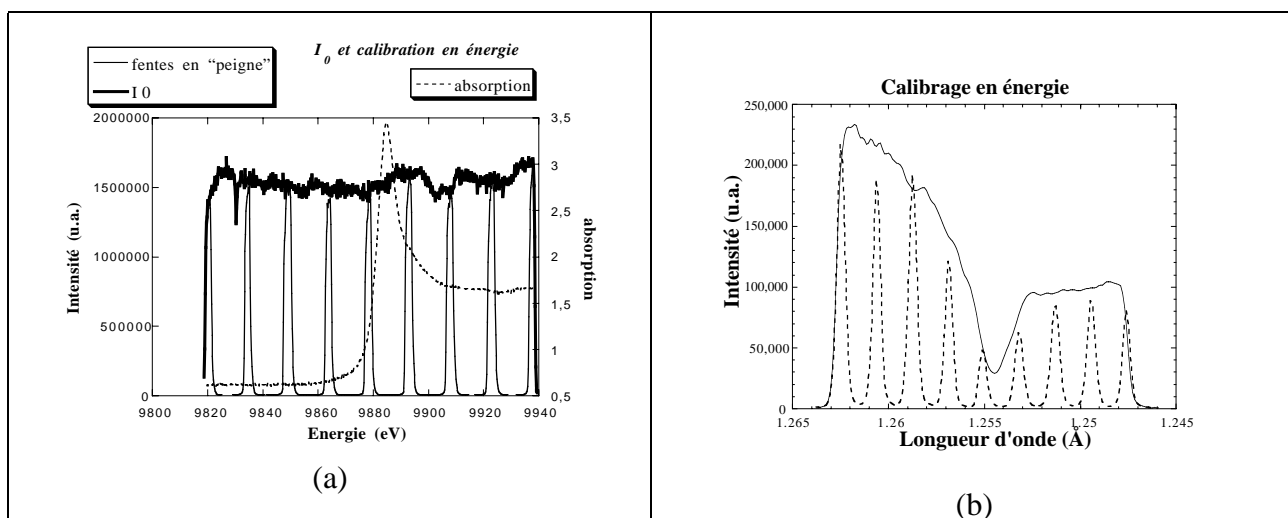 I0 et calibration en énergie
fentes en “peigne”
I 0
absorption
2000000
1500000
1000000
500000
0
3,5
3
2,5
2
1,5
1
0,5
9800 9820 9840 9860 9880 9900 9920 9940
Intensité (u.a.)
absorption
Energie (eV)
(a)
Calibrage en énergie
250,000
200,000
150,000
100,000
50,000
0
1.265 1.26 1.255 1.25 1.245
Intensité (u.a.)
Longueur d'onde (Å)
(b)